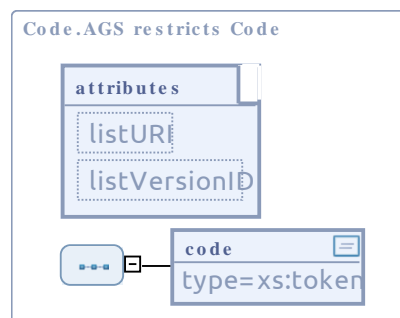 Code.AGS restricts Code
attributes
listURI
listVersionID
code
type=xs:token